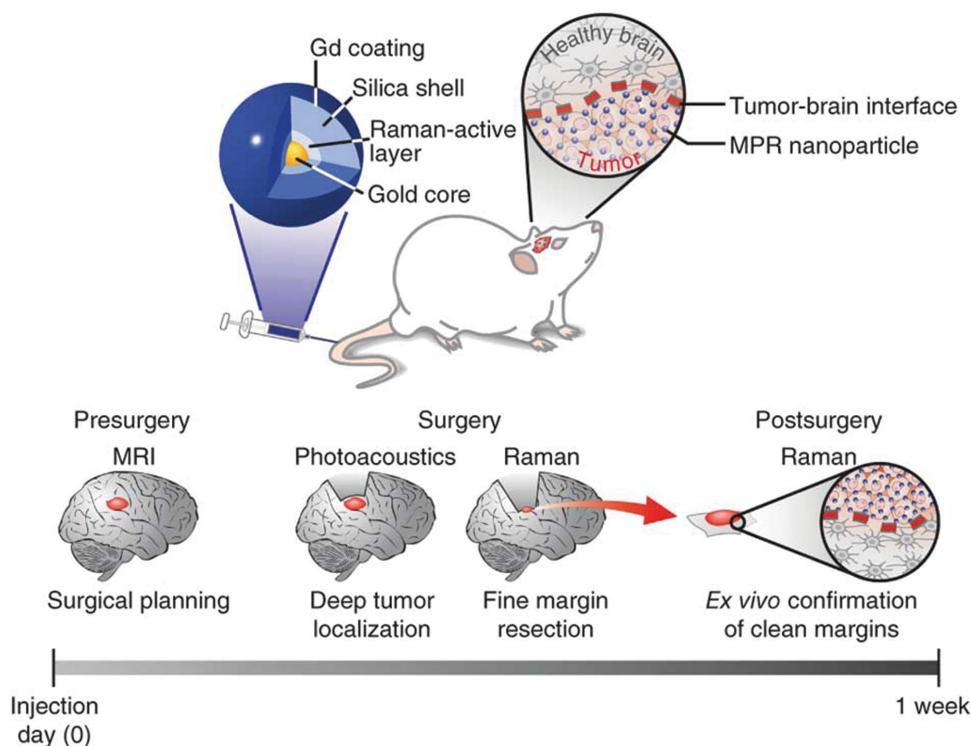 Gd coating
Silica shell
Raman-active
layer
Gold core
Healthy brain
Tumor
Tumor-brain interface
MPR nanoparticle
Presurgery
Surgery
Postsurgery
MRI
Photoacoustics
Raman
Raman
Surgical planning
Deep tumor
localization
Fine margin
resection
Ex vivo confirmation
of clean margins
Injection
day (0)
1 week